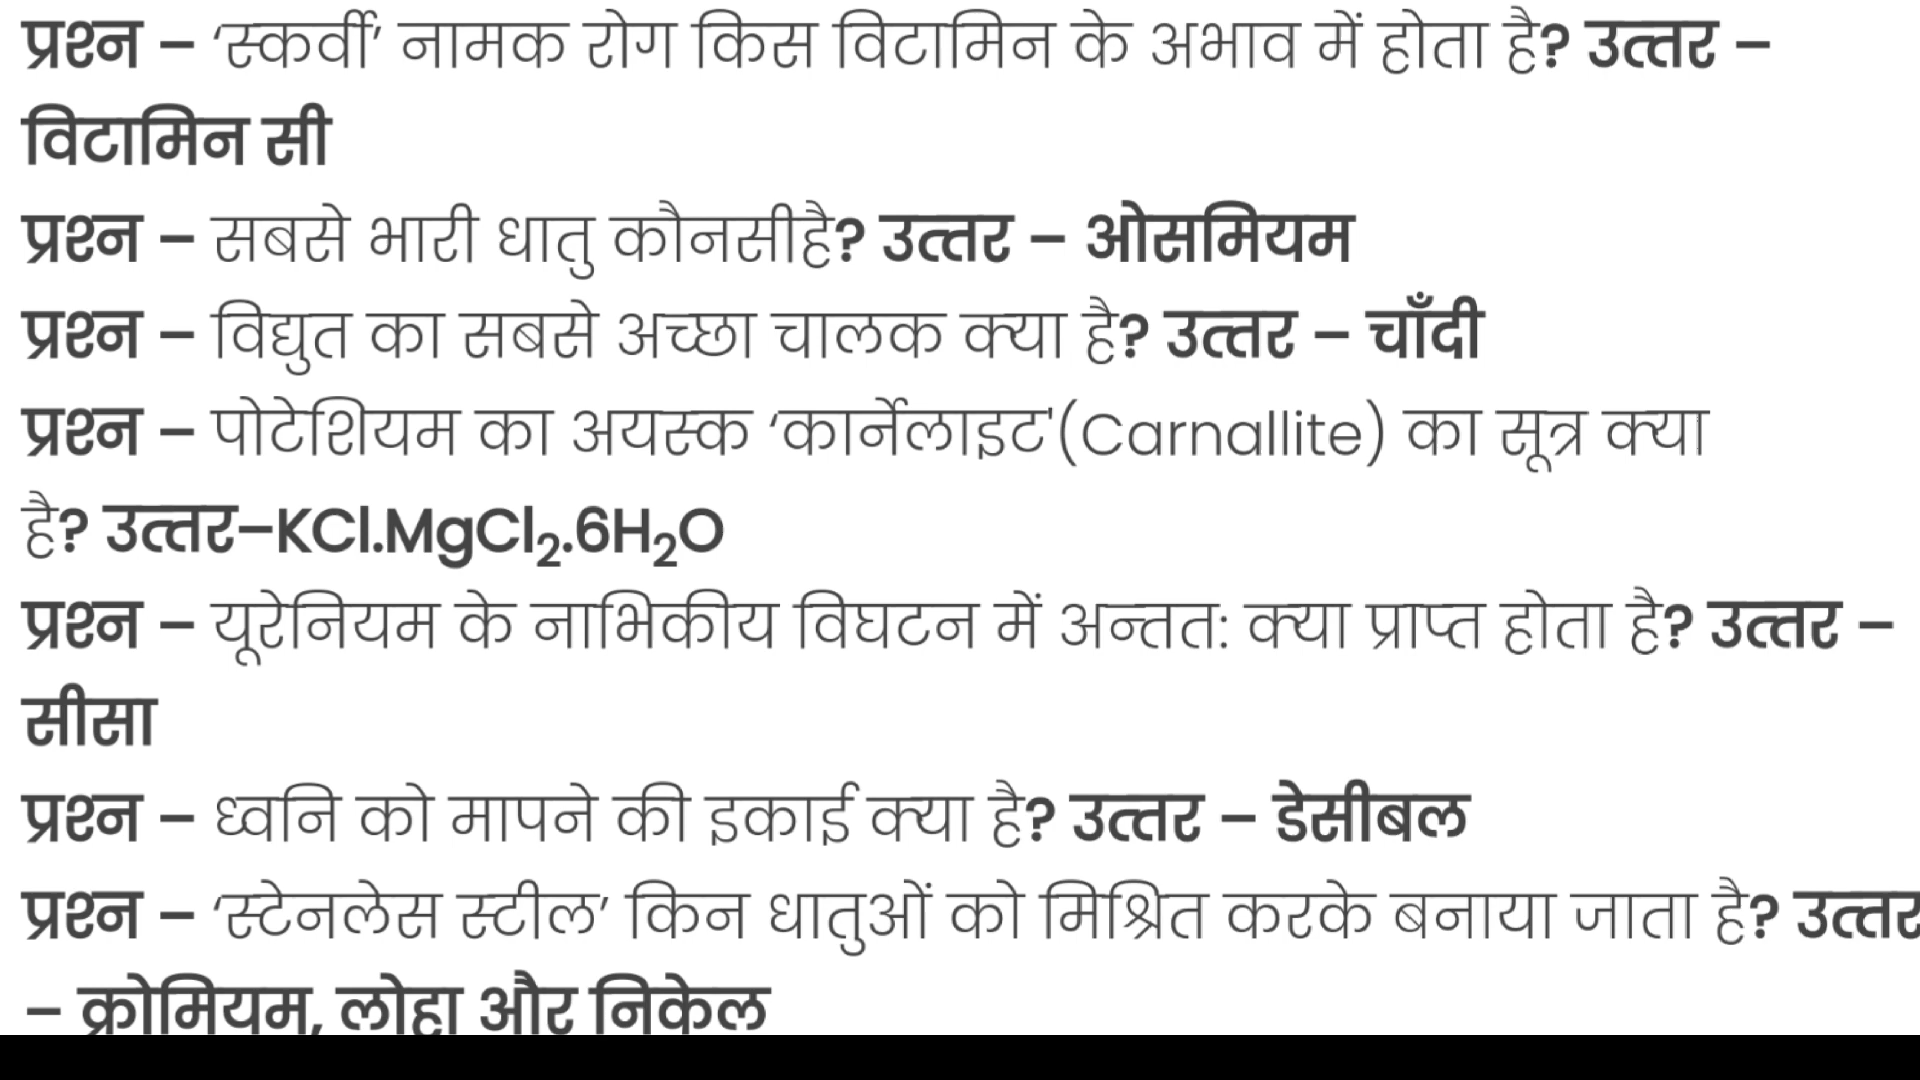 प्रश्न – ‘स्कर्वी’ नामक रोग किस विटामिन के अभाव में होता है? उत्तर –
विटामिन सी
प्रश्न – सबसे भारी धातु कौनसीहै? उत्तर – ओसमियम
प्रश्न – विद्युत का सबसे अच्छा चालक क्या है? उत्तर – चाँदी
प्रश्न – पोटेशियम का अयस्क ‘कार्नेलाइट'(Carnallite) का सूत्र क्या
है? उत्तर–KCl.MgCl₂.6H₂O
प्रश्न – यूरेनियम के नाभिकीय विघटन में अन्तत: क्या प्राप्त होता है? उत्तर –
सीसा
प्रश्न – ध्वनि को मापने की इकाई क्या है? उत्तर – डेसीबल
प्रश्न – ‘स्टेनलेस स्टील’ किन धातुओं को मिश्रित करके बनाया जाता है? उत्तर
– क्रोमियम, लोहा और निकेल